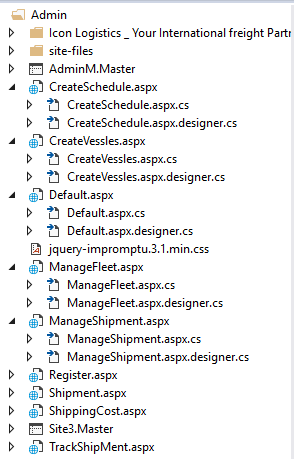 Admin
Icon Logistics _ Your International freight Partn
site-files
AdminM.Master
CreateSchedule.aspx
CreateSchedule.aspx.cs
CreateSchedule.aspx.designer.cs
CreateVessles.aspx
CreateVessles.aspx.cs
CreateVessles.aspx.designer.cs
Default.aspx
Default.aspx.cs
Default.aspx.designer.cs
jquery-impromptu.3.1.min.css
ManageFleet.aspx
ManageFleet.aspx.cs
ManageFleet.aspx.designer.cs
ManageShipment.aspx
ManageShipment.aspx.cs
ManageShipment.aspx.designer.cs
Register.aspx
Shipment.aspx
ShippingCost.aspx
Site3.Master
TrackShipMent.aspx